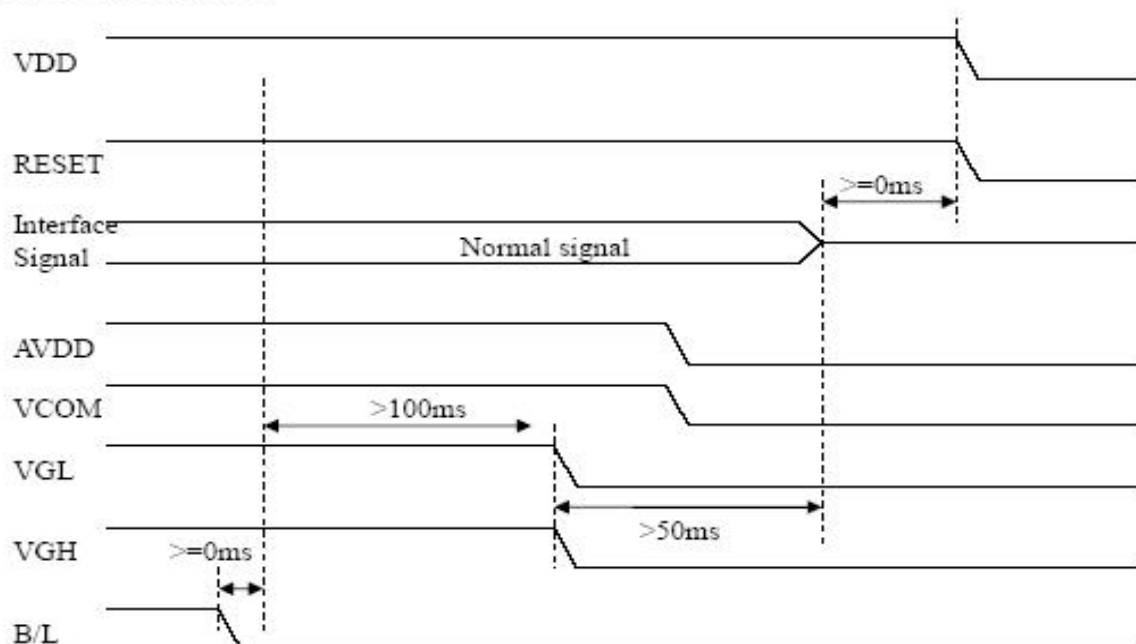 VDD
RESET
>=0ms
Interface
Signal
Normal signal
AVDD
VCOM
>100ms
VGL
>50ms
VGH
>=0ms
B/L